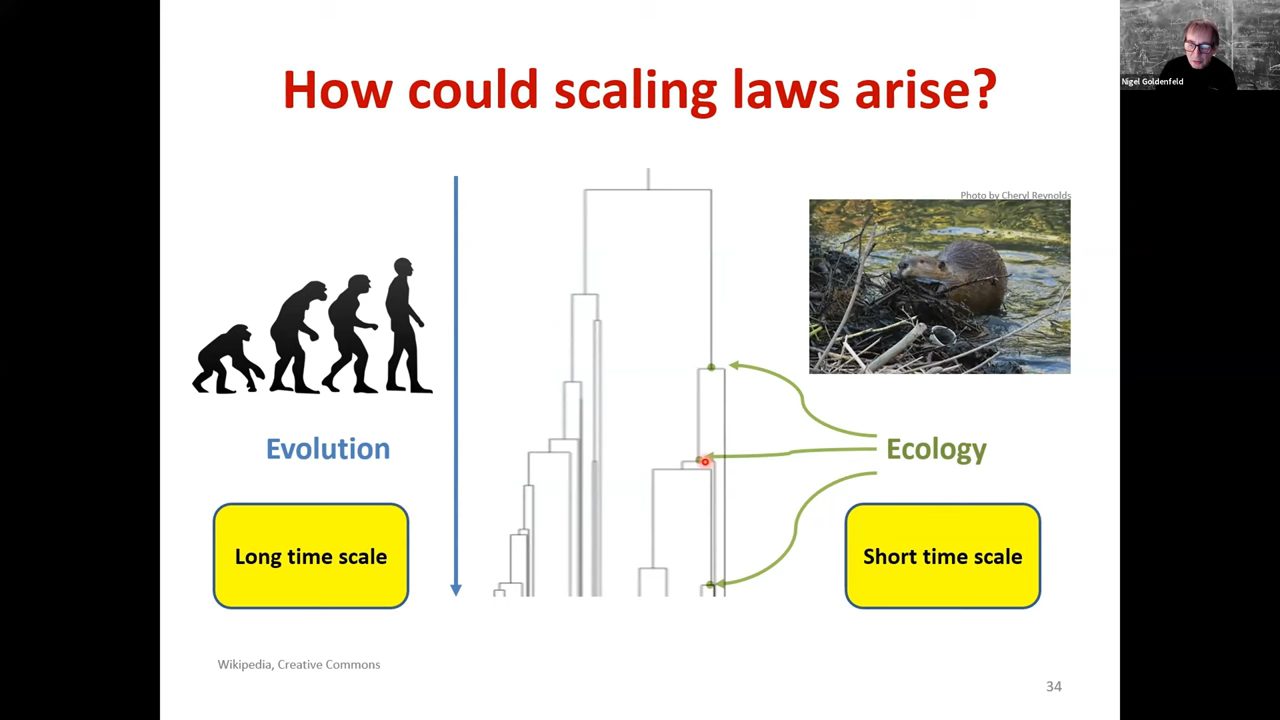 How could scaling laws arise?
Nigel Goldenfeld
Photo by Cheryl Reynolds
Evolution
Ecology
Long time scale
Short time scale
Wikipedia, Creative Commons
34